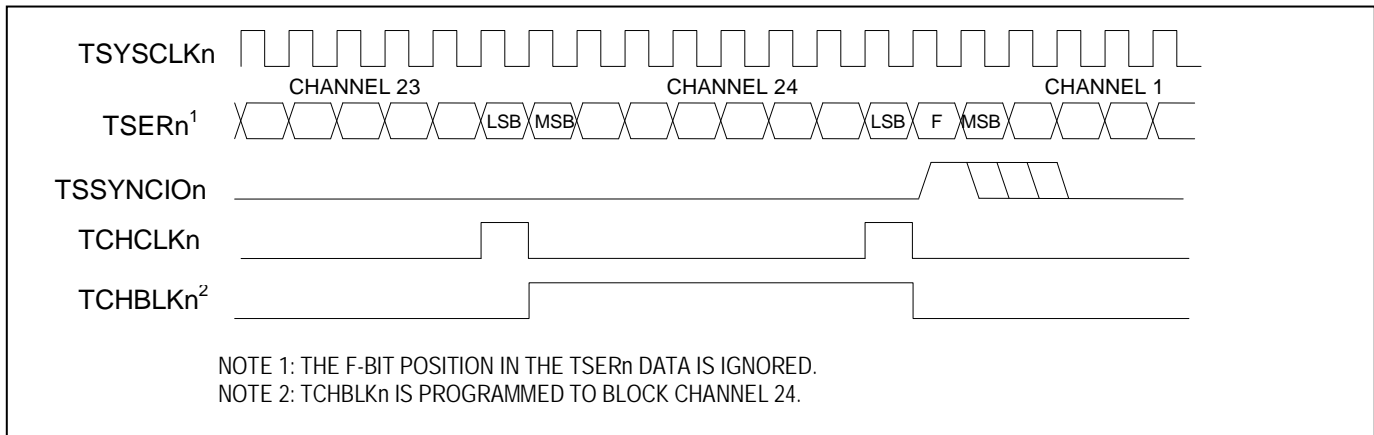 TSYSCLKn
CHANNEL 23 CHANNEL 24 CHANNEL 1
TSERn¹ LSB MSB LSB F MSB
TSSYNCIOn
TCHCLKn
TCHBLKn²
NOTE 1: THE F-BIT POSITION IN THE TSERn DATA IS IGNORED.
NOTE 2: TCHBLKn IS PROGRAMMED TO BLOCK CHANNEL 24.